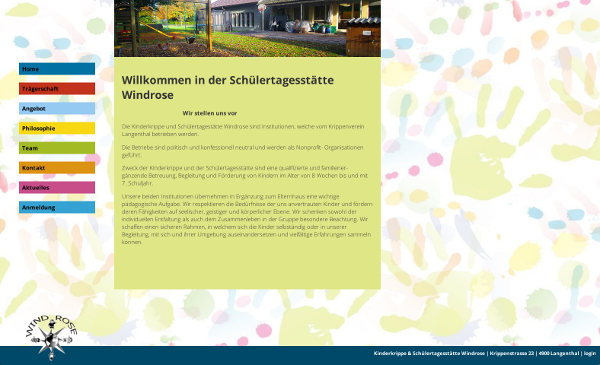 Home
Trägerschaft
Angebot
Philosophie
Team
Kontakt
Aktuelles
Anmeldung
Willkommen in der Schülertagesstätte
Windrose
Wir stellen uns vor
Die Kinderkrippe und Schülertagestätte Windrose sind Institutionen, welche vom Krippenverein
Langenthal betrieben werden.
Die Betriebe sind politisch und konfessionell neutral und werden als Nonprofit- Organisationen
geführt.
Zweck der Kinderkrippe und der Schülertagesstätte sind eine qualifizierte und familiener-
gänzende Betreuung, Begleitung und Förderung von Kindern im Alter von 8 Wochen bis und mit
7. Schuljahr.
Unsere beiden Institutionen übernehmen in Ergänzung zum Elternhaus eine wichtige
pädagogische Aufgabe. Wir respektieren die Bedürfnisse der uns anvertrauten Kinder und fördern
deren Fähigkeiten auf seelischer, geistiger und körperlicher Ebene. Wir schenken sowohl der
individuellen Entfaltung als auch dem Zusammenleben in der Gruppe besondere Beachtung. Wir
schaffen einen sicheren Rahmen, in welchem sich die Kinder selbständig oder in unserer
Begleitung, mit sich und ihrer Umgebung auseinandersetzen und vielfältige Erfahrungen sammeln
können.
WINDROSE
Kinderkrippe & Schülertagesstätte Windrose | Krippenstrasse 23 | 4900 Langenthal | login